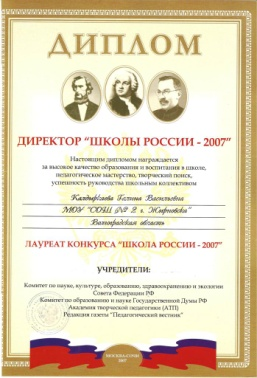 ДИПЛОМ
ДИРЕКТОР "ШКОЛЫ РОССИИ - 2007"
Настоящим дипломом награждается
за высокое качество образования и воспитания в школе,
педагогическое мастерство, творческий поиск,
успешность руководства школьным коллективом
Галина Васильевна
МОУ "СОШ № 2 г. Жирновска"
Волгоградская область
ЛАУРЕАТ КОНКУРСА "ШКОЛА РОССИИ - 2007"
УЧРЕДИТЕЛИ:
Комитет по науке, культуре, образованию, здравоохранению и экологии
Совета Федерации РФ
Комитет по образованию и науке Государственной Думы РФ
Академия творческой педагогики (АТП)
Редакция газеты "Педагогический вестник"
2007